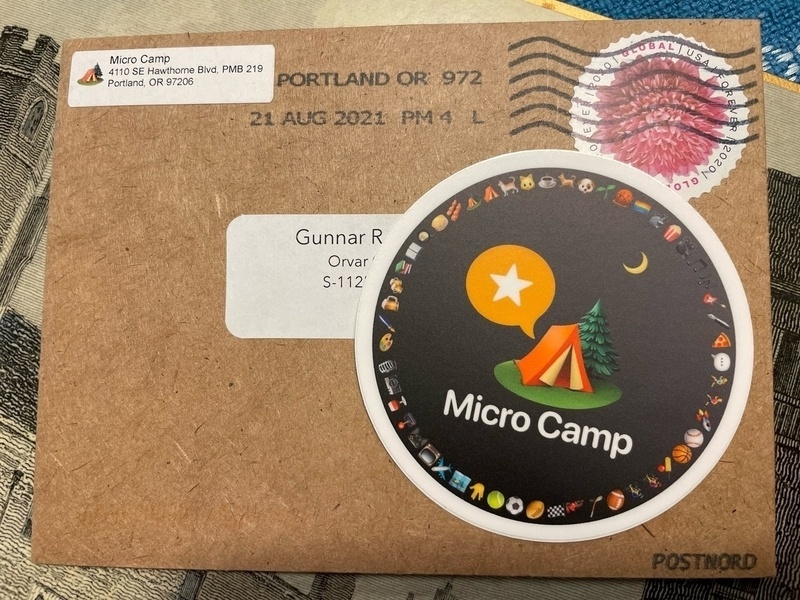 Micro Camp
4110 SE Hawthorne Blvd, PMB 219
Portland, OR 97206
PORTLAND OR 972
21 AUG 2021 PM 4 L
GLOBAL USA FOREVER 2020
Gunnar R
Orvar
S-112
Micro Camp
POSTNORD